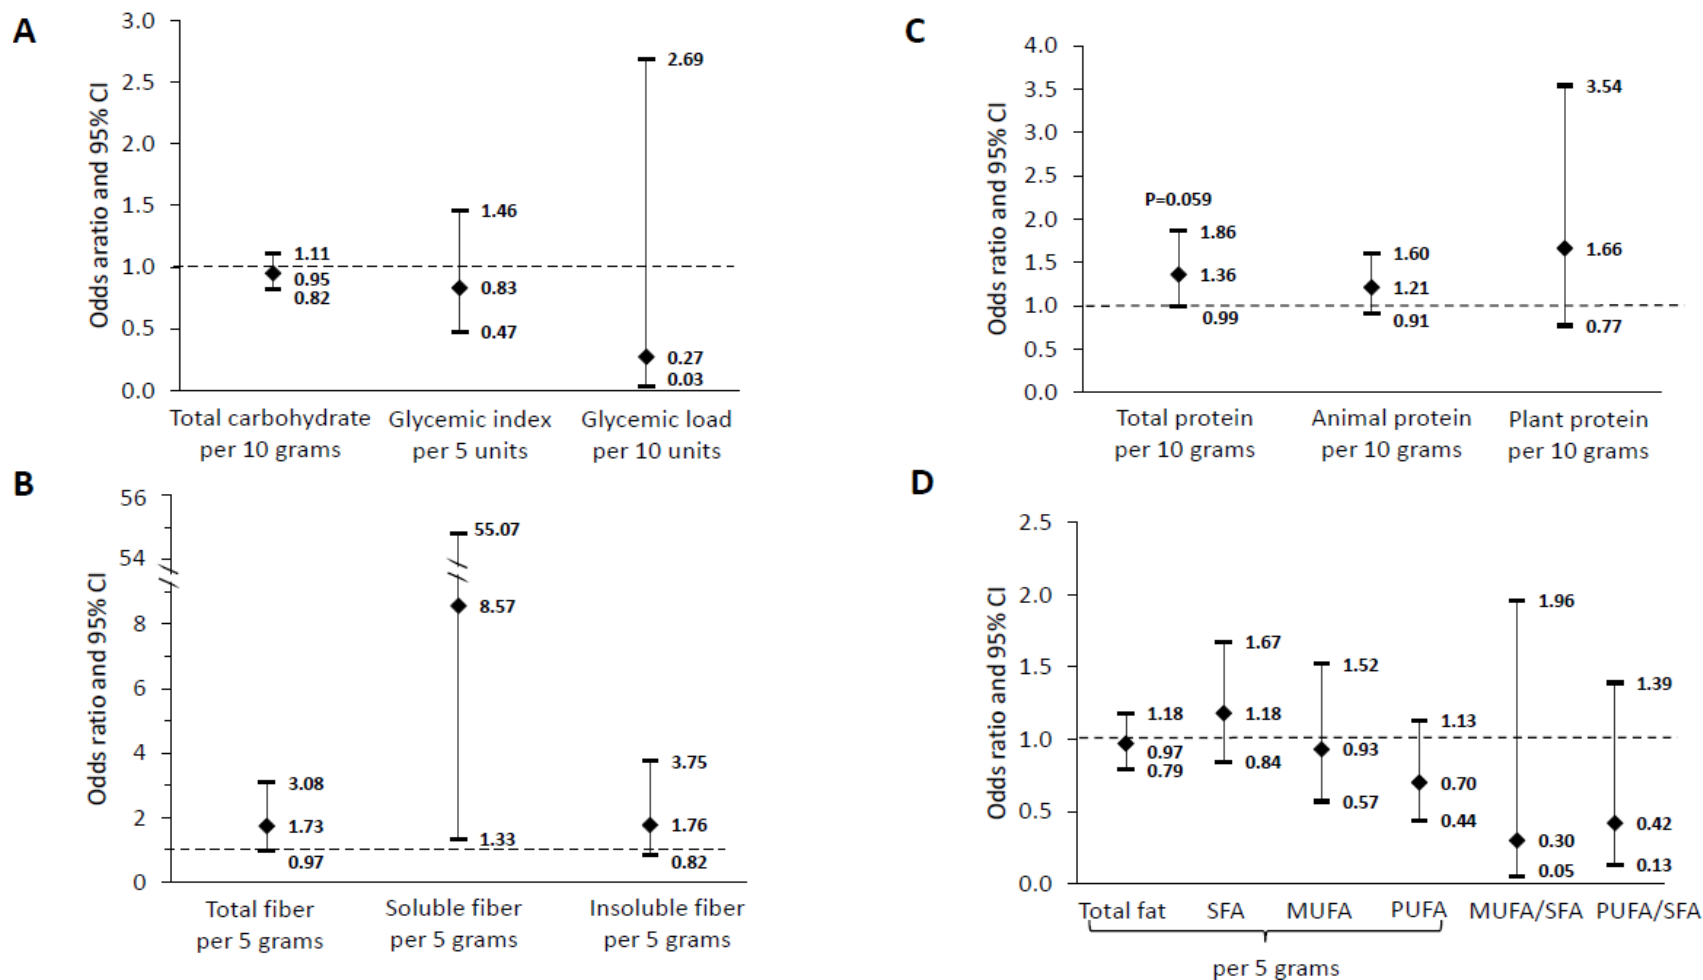 A
Odds aratio and 95% CI
3.0
2.5
2.0
1.5
1.0
0.5
0.0
1.11
0.95
0.82
1.46
0.83
0.47
2.69
0.27
0.03
Total carbohydrate
per 10 grams
Glycemic index
per 5 units
Glycemic load
per 10 units
B
Odds ratio and 95% CI
56
54
8
6
4
2
0
3.08
1.73
0.97
55.07
8.57
1.33
3.75
1.76
0.82
Total fiber
per 5 grams
Soluble fiber
per 5 grams
Insoluble fiber
per 5 grams
C
Odds ratio and 95% CI
4.0
3.5
3.0
2.5
2.0
1.5
1.0
0.5
0.0
P=0.059
1.86
1.36
0.99
1.60
1.21
0.91
3.54
1.66
0.77
Total protein
per 10 grams
Animal protein
per 10 grams
Plant protein
per 10 grams
D
Odds ratio and 95% CI
2.5
2.0
1.5
1.0
0.5
0.0
1.18
0.97
0.79
1.67
1.18
0.84
1.52
0.93
0.57
1.13
0.70
0.44
1.96
0.30
0.05
1.39
0.42
0.13
Total fat
SFA
MUFA
PUFA
MUFA/SFA
PUFA/SFA
per 5 grams